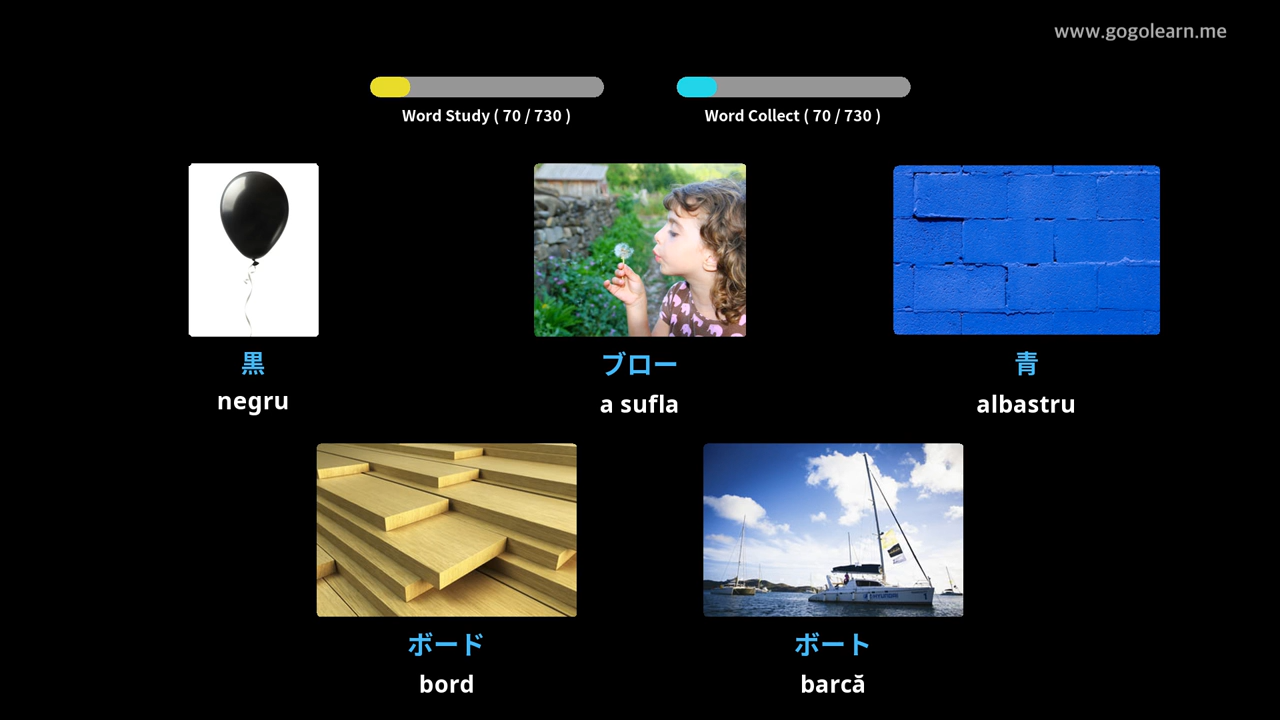 www.gogolearn.me
Word Study ( 70 / 730 )
Word Collect ( 70 / 730 )
黒
negru
ブロー
a sufla
青
albastru
ボード
bord
ボート
barcă